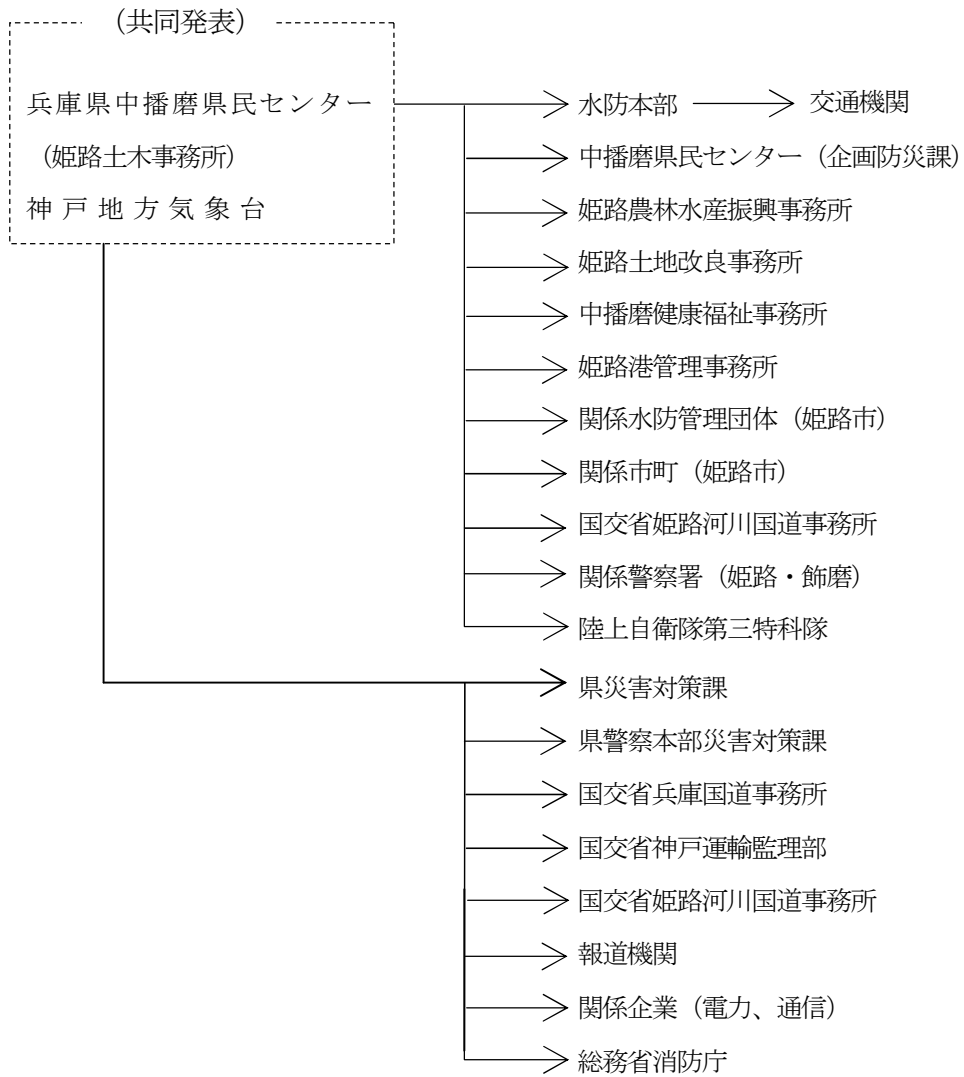 （共同発表）
兵庫県中播磨県民センター
（姫路土木事務所）
神戸地方気象台
水防本部 交通機関
中播磨県民センター（企画防災課）
姫路農林水産振興事務所
姫路土地改良事務所
中播磨健康福祉事務所
姫路港管理事務所
関係水防管理団体（姫路市）
関係市町（姫路市）
国交省姫路河川国道事務所
関係警察署（姫路・飾磨）
陸上自衛隊第三特科隊
県災害対策課
県警察本部災害対策課
国交省兵庫国道事務所
国交省神戸運輸監理部
国交省姫路河川国道事務所
報道機関
関係企業（電力、通信）
総務省消防庁